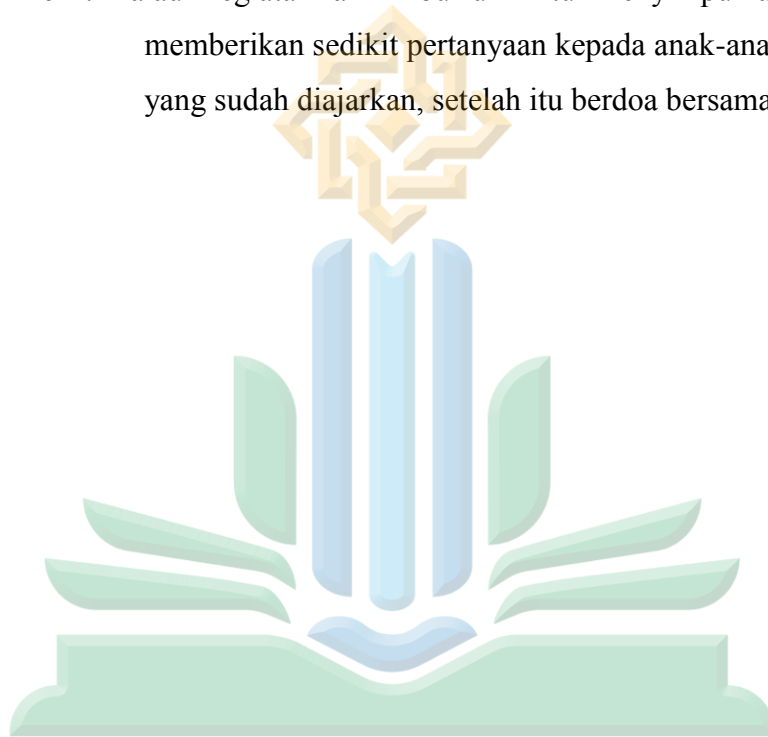 memberikan sedikit pertanyaan kepada anak-ana
yang sudah diajarkan, setelah itu berdoa bersama